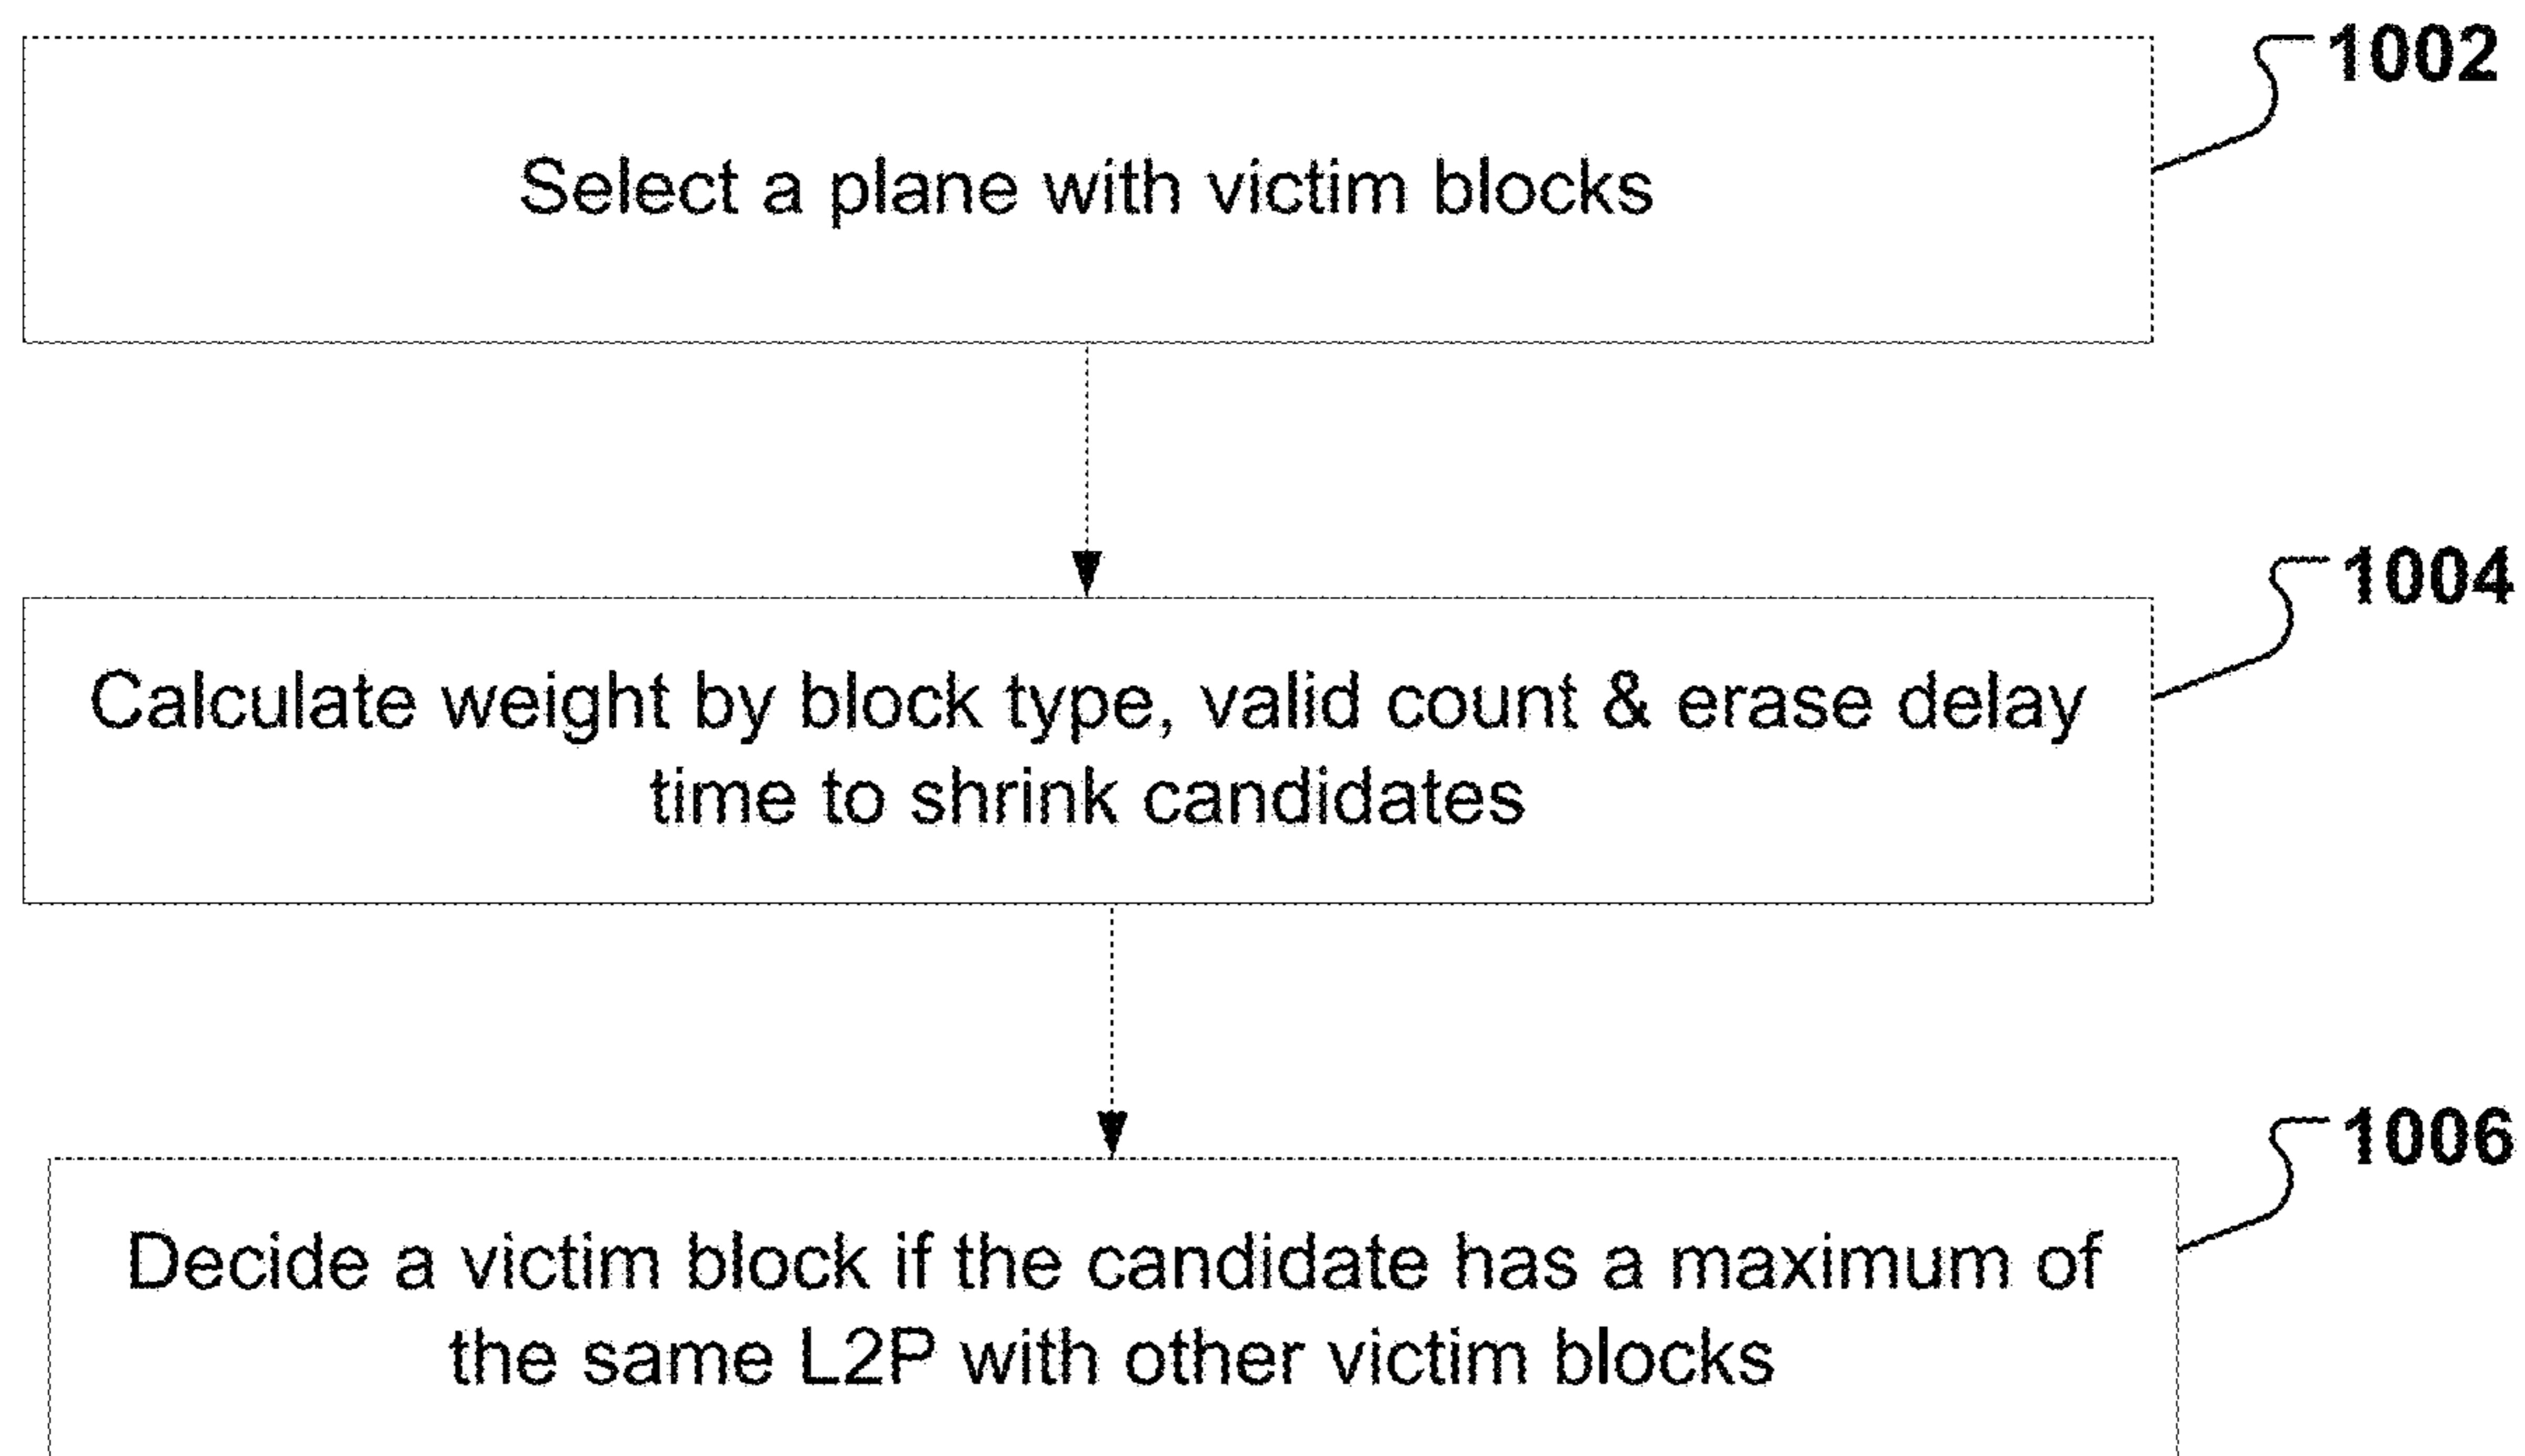 1002
Select a plane with victim blocks
1004
Calculate weight by block type, valid count & erase delay
time to shrink candidates
1006
Decide a victim block if the candidate has a maximum of
the same L2P with other victim blocks